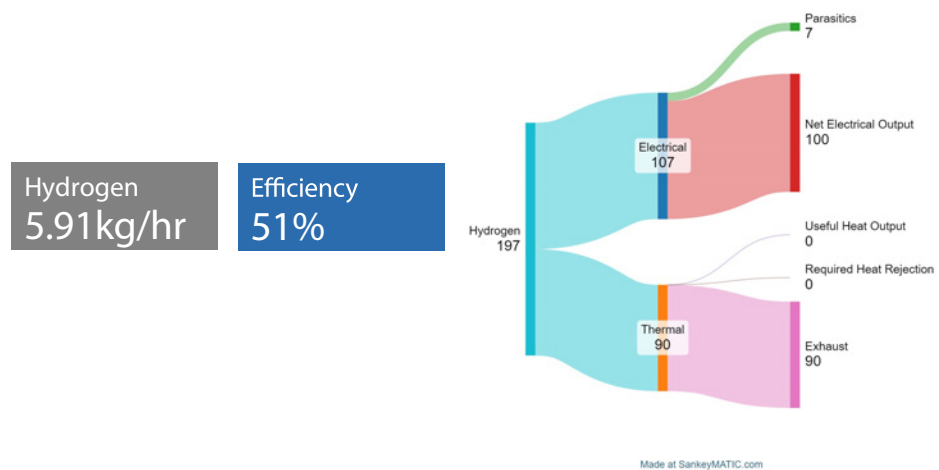 Hydrogen
5.91kg/hr
Efficiency
51%
Parasitics
7
Net Electrical Output
100
Electrical
107
Hydrogen
197
Useful Heat Output
0
Required Heat Rejection
0
Thermal
90
Exhaust
90
Made at SankeyMATIC.com